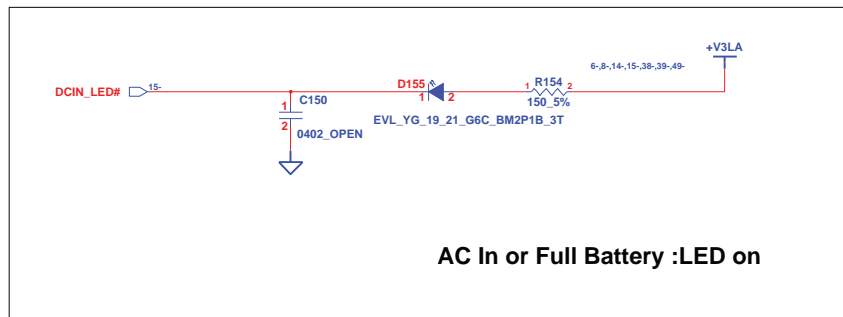 +V3LA
6-,8-,14-,15-,38-,39-,49-
DCIN_LED#
15-
D155
1
2
1
R154
2
150_5%
EVL_YG_19_21_G6C_BM2P1B_3T
1
C150
2
0402_OPEN
AC In or Full Battery :LED on